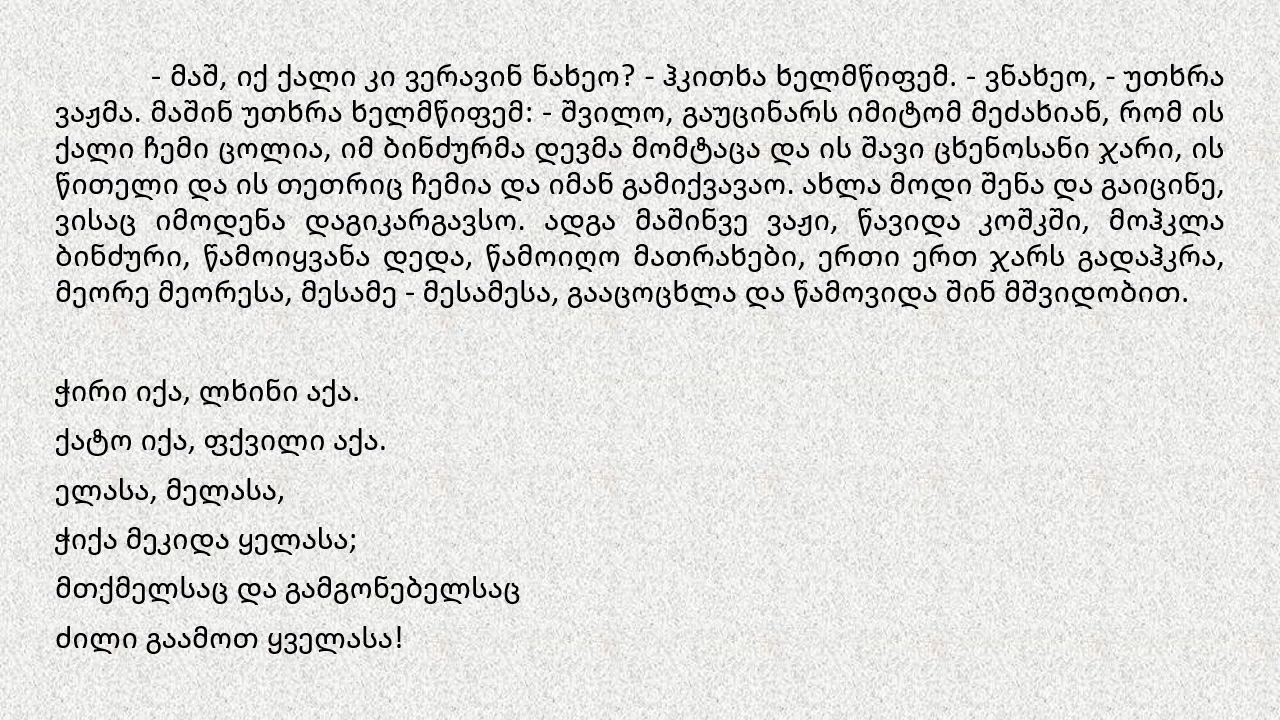 - მაშ, იქ ქალი კი ვერავინ ნახეო? - ჰკითხა ხელმწიფემ. - ვნახეო, - უთხრა
ვაჟმა. მაშინ უთხრა ხელმწიფემ: - შვილო, გაუცინარს იმიტომ მეძახიან, რომ ის
ქალი ჩემი ცოლია, იმ ბინძურმა დევმა მომტაცა და ის შავი ცხენოსანი ჯარი, ის
წითელი და ის თეთრიც ჩემია და იმან გამიქვავაო. ახლა მოდი შენა და გაიცინე,
ვისაც იმოდენა დაგიკარგავსო. ადგა მაშინვე ვაჟი, წავიდა კოშკში, მოჰკლა
ბინძური, წამოიყვანა დედა, წამოიღო მათრახები, ერთი ერთ ჯარს გადაჰკრა,
მეორე მეორესა, მესამე - მესამესა, გააცოცხლა და წამოვიდა შინ მშვიდობით.
ჭირი იქა, ლხინი აქა.
ქატო იქა, ფქვილი აქა.
ელასა, მელასა,
ჭიქა მეკიდა ყელასა;
მთქმელსაც და გამგონებელსაც
ძილი გაამოთ ყველასა!